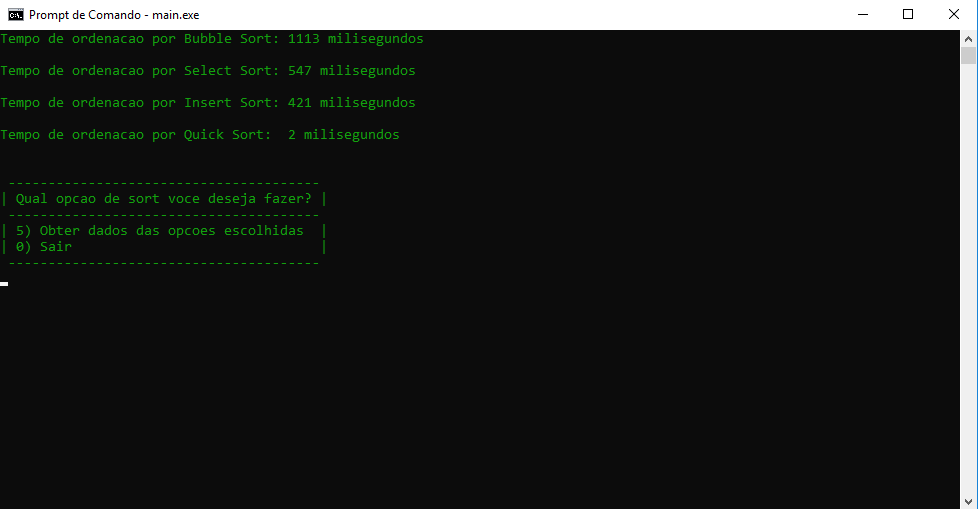 Prompt de Comando - main.exe
Tempo de ordenacao por Bubble Sort: 1113 milisegundos
Tempo de ordenacao por Select Sort: 547 milisegundos
Tempo de ordenacao por Insert Sort: 421 milisegundos
Tempo de ordenacao por Quick Sort:  2 milisegundos
---------------------------------------
| Qual opcao de sort voce deseja fazer? |
---------------------------------------
| 5) Obter dados das opcoes escolhidas  |
| 0) Sair                               |
---------------------------------------